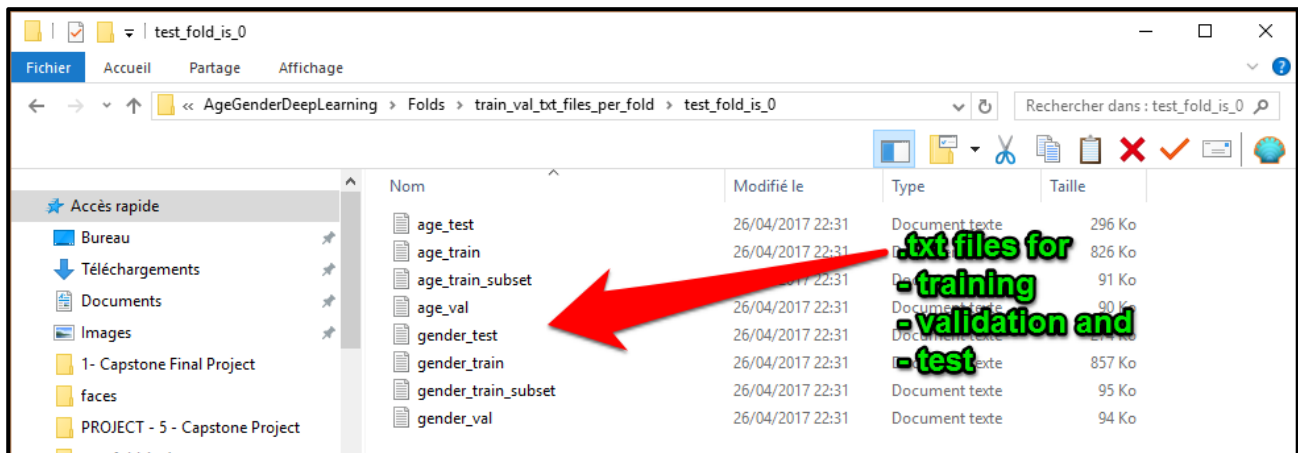 test_fold_is_0
Fichier Accueil Partage Affichage
« AgeGenderDeepLearning > Folds > train_val_txt_files_per_fold > test_fold_is_0 Rechercher dans : test_fold_is_0
Nom Modifié le Type Taille
Accès rapide
Bureau
Téléchargements
Documents
Images
1- Capstone Final Project
faces
PROJECT - 5 - Capstone Project
age_test 26/04/2017 22:31 Document texte 296 Ko
age_train 26/04/2017 22:31 826 Ko
age_train_subset 26/04/2017 22:31 91 Ko
age_val 26/04/2017 22:31 Document texte 90 Ko
gender_test 26/04/2017 22:31
gender_train 26/04/2017 22:31 857 Ko
gender_train_subset 26/04/2017 22:31 Document texte 95 Ko
gender_val 26/04/2017 22:31 Document texte 94 Ko
.txt files for
- training
- validation and
- test